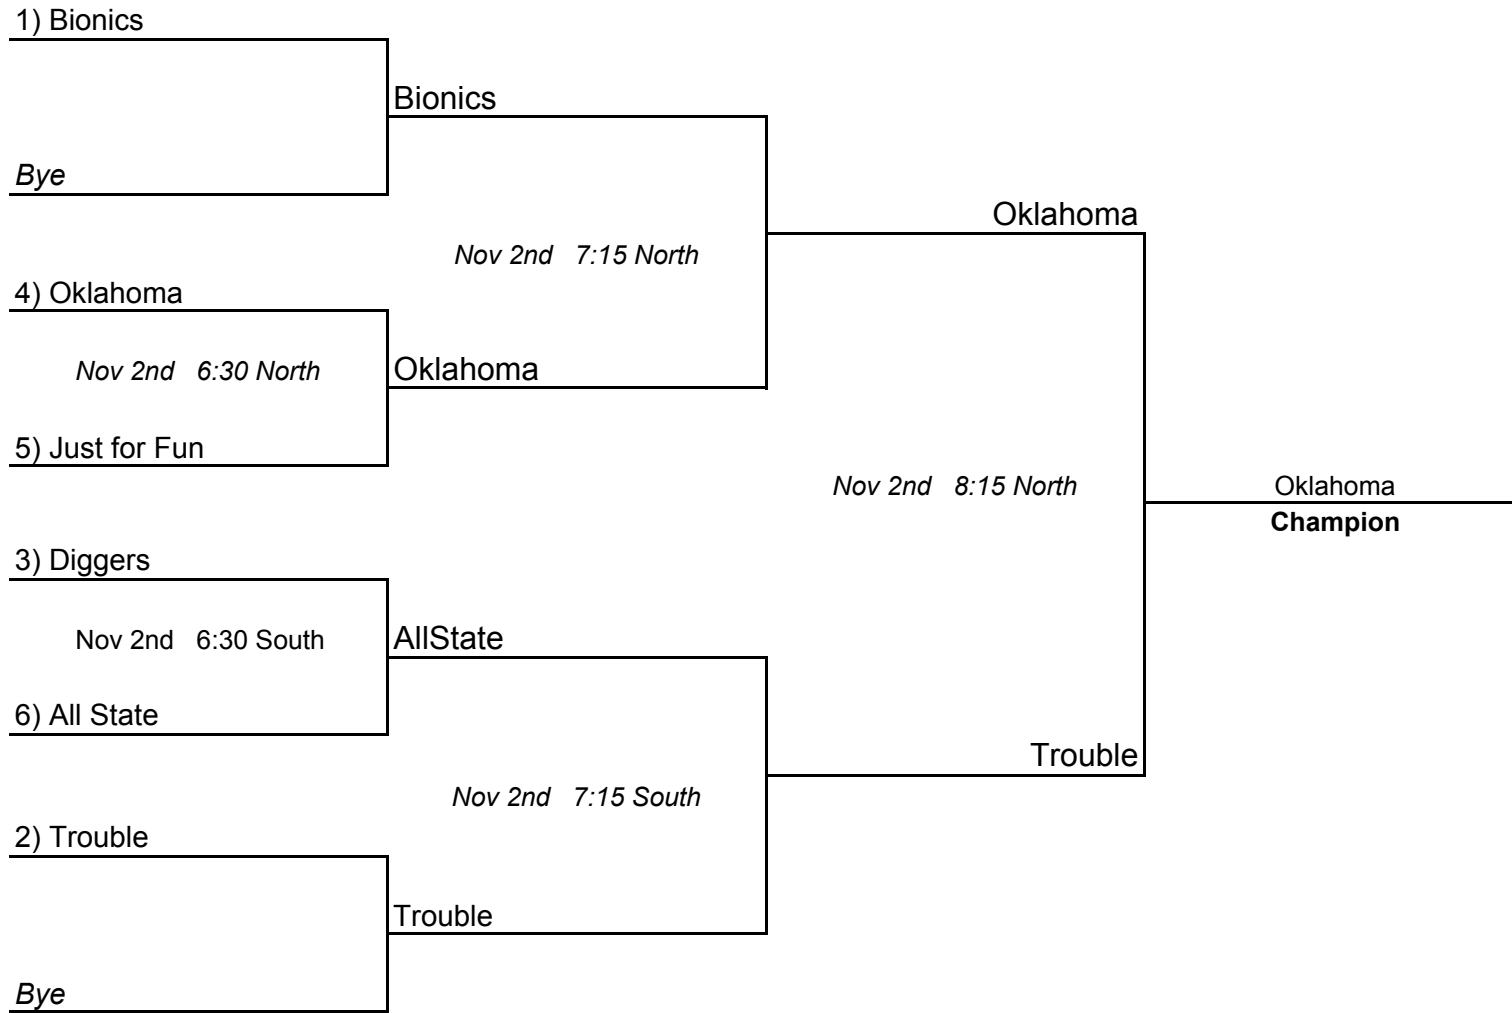 1) Bionics
Bionics
Bye
Oklahoma
Nov 2nd   7:15 North
4) Oklahoma
Nov 2nd   6:30 North
Oklahoma
5) Just for Fun
Nov 2nd   8:15 North
Oklahoma
Champion
3) Diggers
Nov 2nd   6:30 South
AllState
6) All State
Trouble
Nov 2nd   7:15 South
2) Trouble
Trouble
Bye